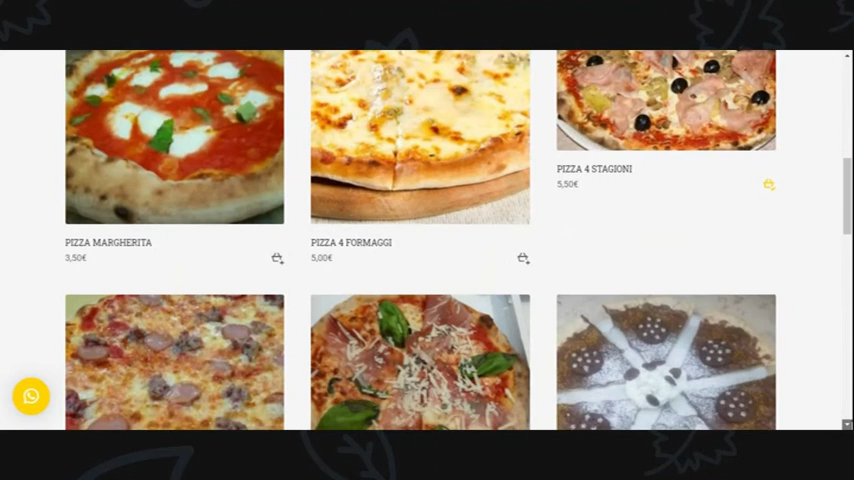 PIZZA 4 STAGIONI
5,50€
PIZZA MARGHERITA
3,50€
PIZZA 4 FORMAGGI
5,00€